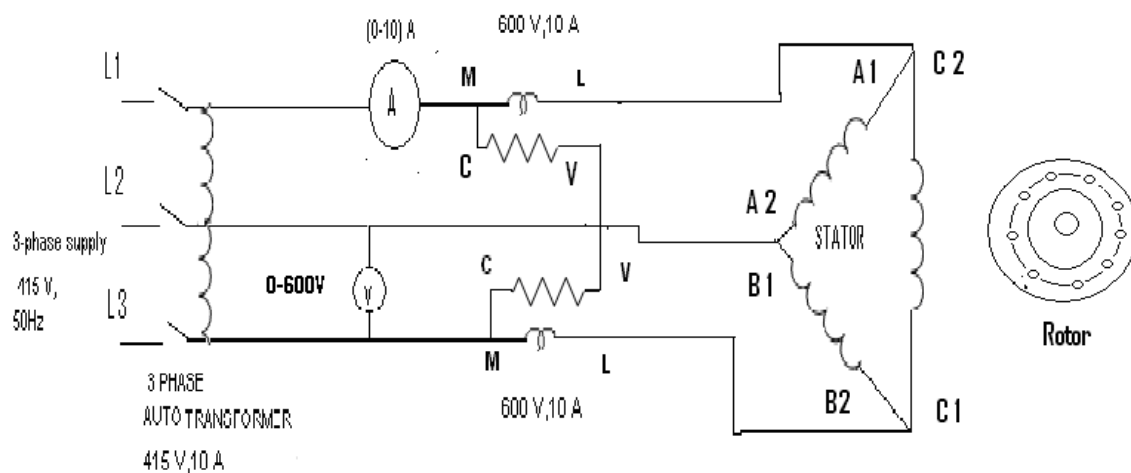 (0-10) A
600 V,10 A
L1
M
L
A1
C 2
A
C
V
L2
A 2
STATOR
3-phase supply
415 V,
50Hz
0-600V
V
C
V
B1
L3
Rotor
M
L
3 PHASE
AUTO TRANSFORMER
415 V,10 A
600 V,10 A
B2
C1